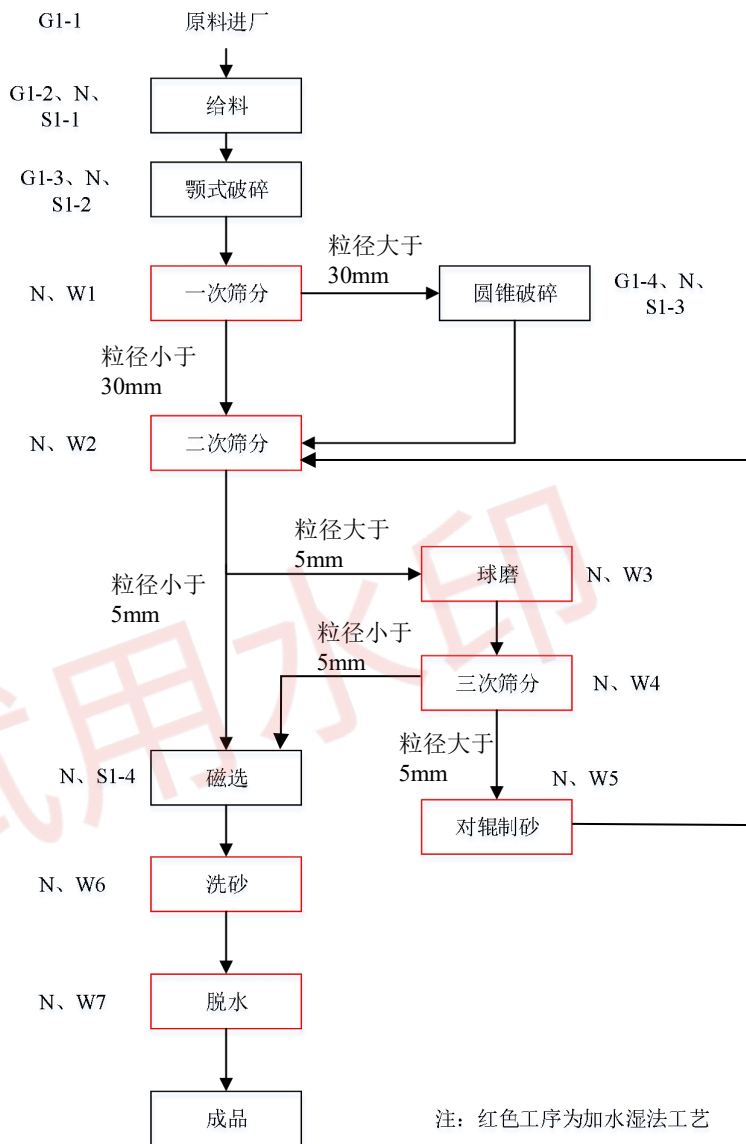 G1-1
原料进厂
G1-2、N、
S1-1
给料
G1-3、N、
S1-2
颚式破碎
粒径大于
30mm
N、W1
一次筛分
圆锥破碎
G1-4、N、
S1-3
粒径小于
30mm
N、W2
二次筛分
粒径大于
5mm
粒径小于
5mm
球磨
N、W3
粒径小于
5mm
三次筛分
N、W4
粒径大于
5mm
N、S1-4
磁选
N、W5
对辊制砂
N、W6
洗砂
N、W7
脱水
成品
注：红色工序为加水湿法工艺
试用水印